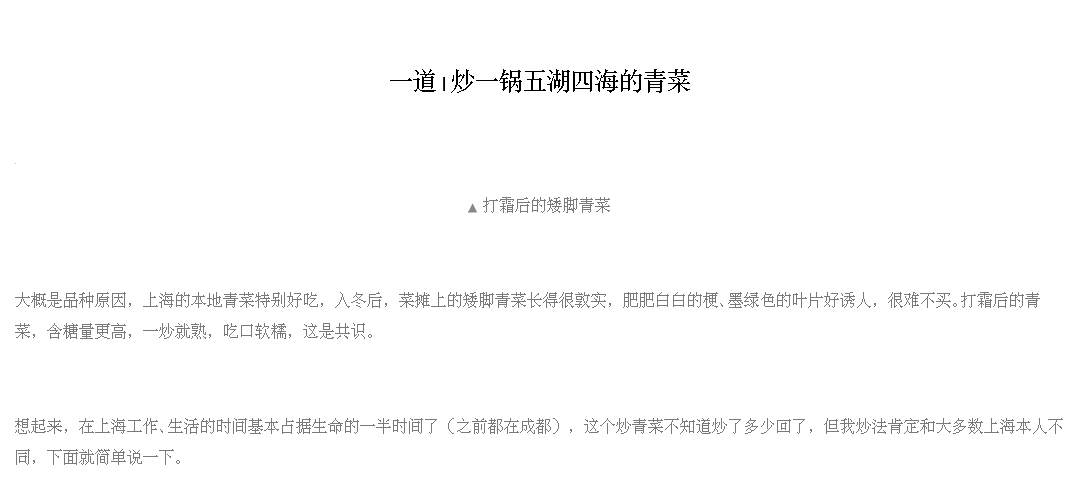 一道|炒一锅五湖四海的青菜
▲ 打霜后的矮脚青菜
大概是品种原因，上海的本地青菜特别好吃，入冬后，菜摊上的矮脚青菜长得很敦实，肥肥白白的梗、墨绿色的叶片好诱人，很难不买。打霜后的青
菜，含糖量更高，一炒就熟，吃口软糯，这是共识。
想起来，在上海工作、生活的时间基本占据生命的一半时间了（之前都在成都），这个炒青菜不知道炒了多少回了，但我炒法肯定和大多数上海本人不
同，下面就简单说一下。